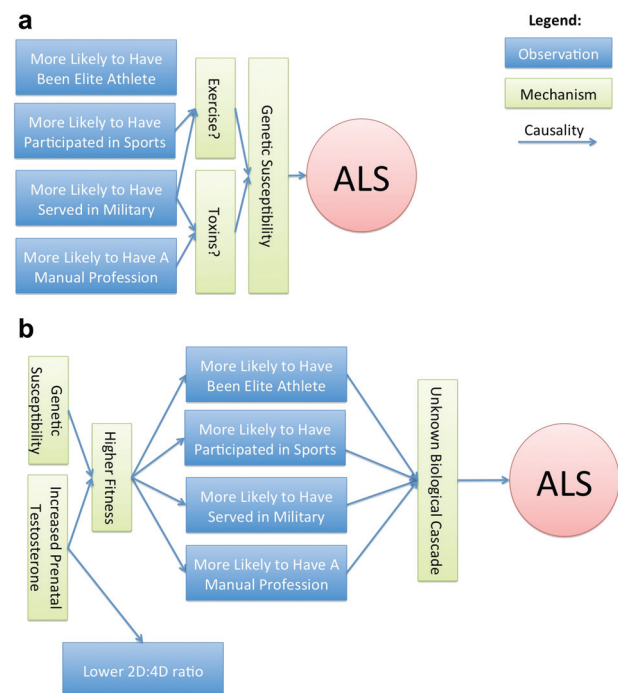 a
Legend:
Observation
Mechanism
Causality
More Likely to Have
Been Elite Athlete
More Likely to Have
Participated in Sports
More Likely to Have
Served in Military
More Likely to Have A
Manual Profession
Exercise?
Toxins?
Genetic Susceptibility
ALS
b
Genetic
Susceptibility
Increased Prenatal
Testosterone
Higher Fitness
More Likely to Have
Been Elite Athlete
More Likely to Have
Participated in Sports
More Likely to Have
Served in Military
More Likely to Have A
Manual Profession
Unknown Biological Cascade
ALS
Lower 2D:4D ratio